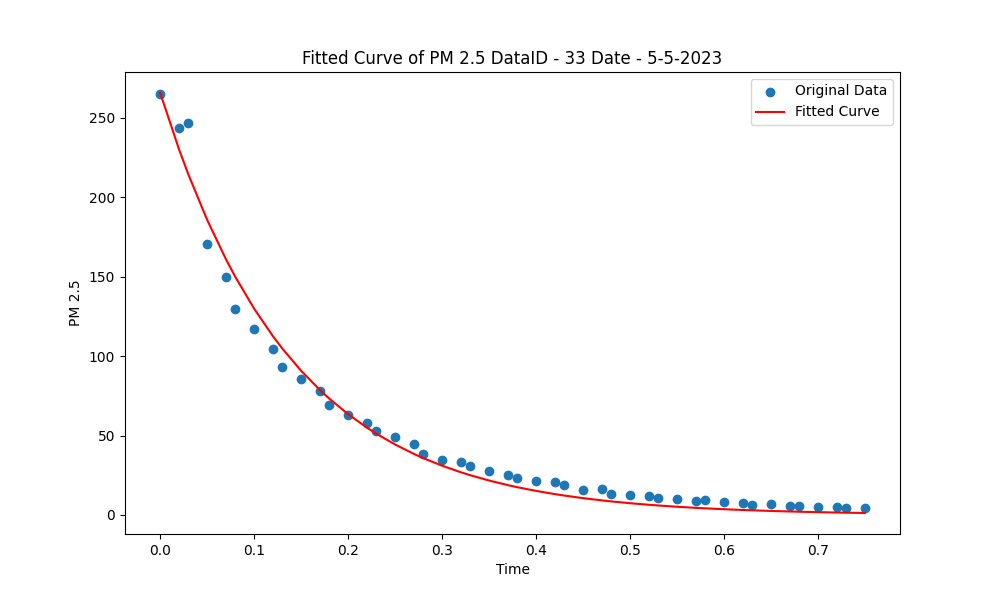 Fitted Curve of PM 2.5 DataID - 33 Date - 5-5-2023
Original Data
Fitted Curve
250
200
150
100
50
0
PM 2.5
0.0 0.1 0.2 0.3 0.4 0.5 0.6 0.7
Time